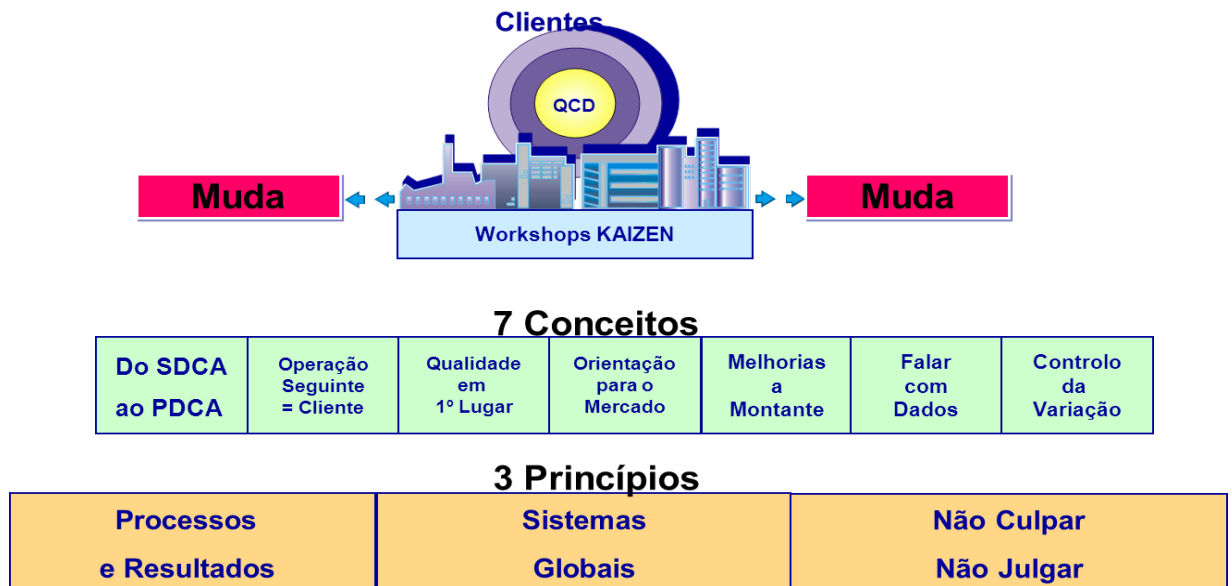 Clientes
QCD
Muda
Muda
Workshops KAIZEN
7 Conceitos
Do SDCA
ao PDCA
Operação
Seguinte
= Cliente
Qualidade
em
1º Lugar
Orientação
para o
Mercado
Melhorias
a
Montante
Falar
com
Dados
Controlo
da
Variação
3 Princípios
Processos
e Resultados
Sistemas
Globais
Não Culpar
Não Julgar